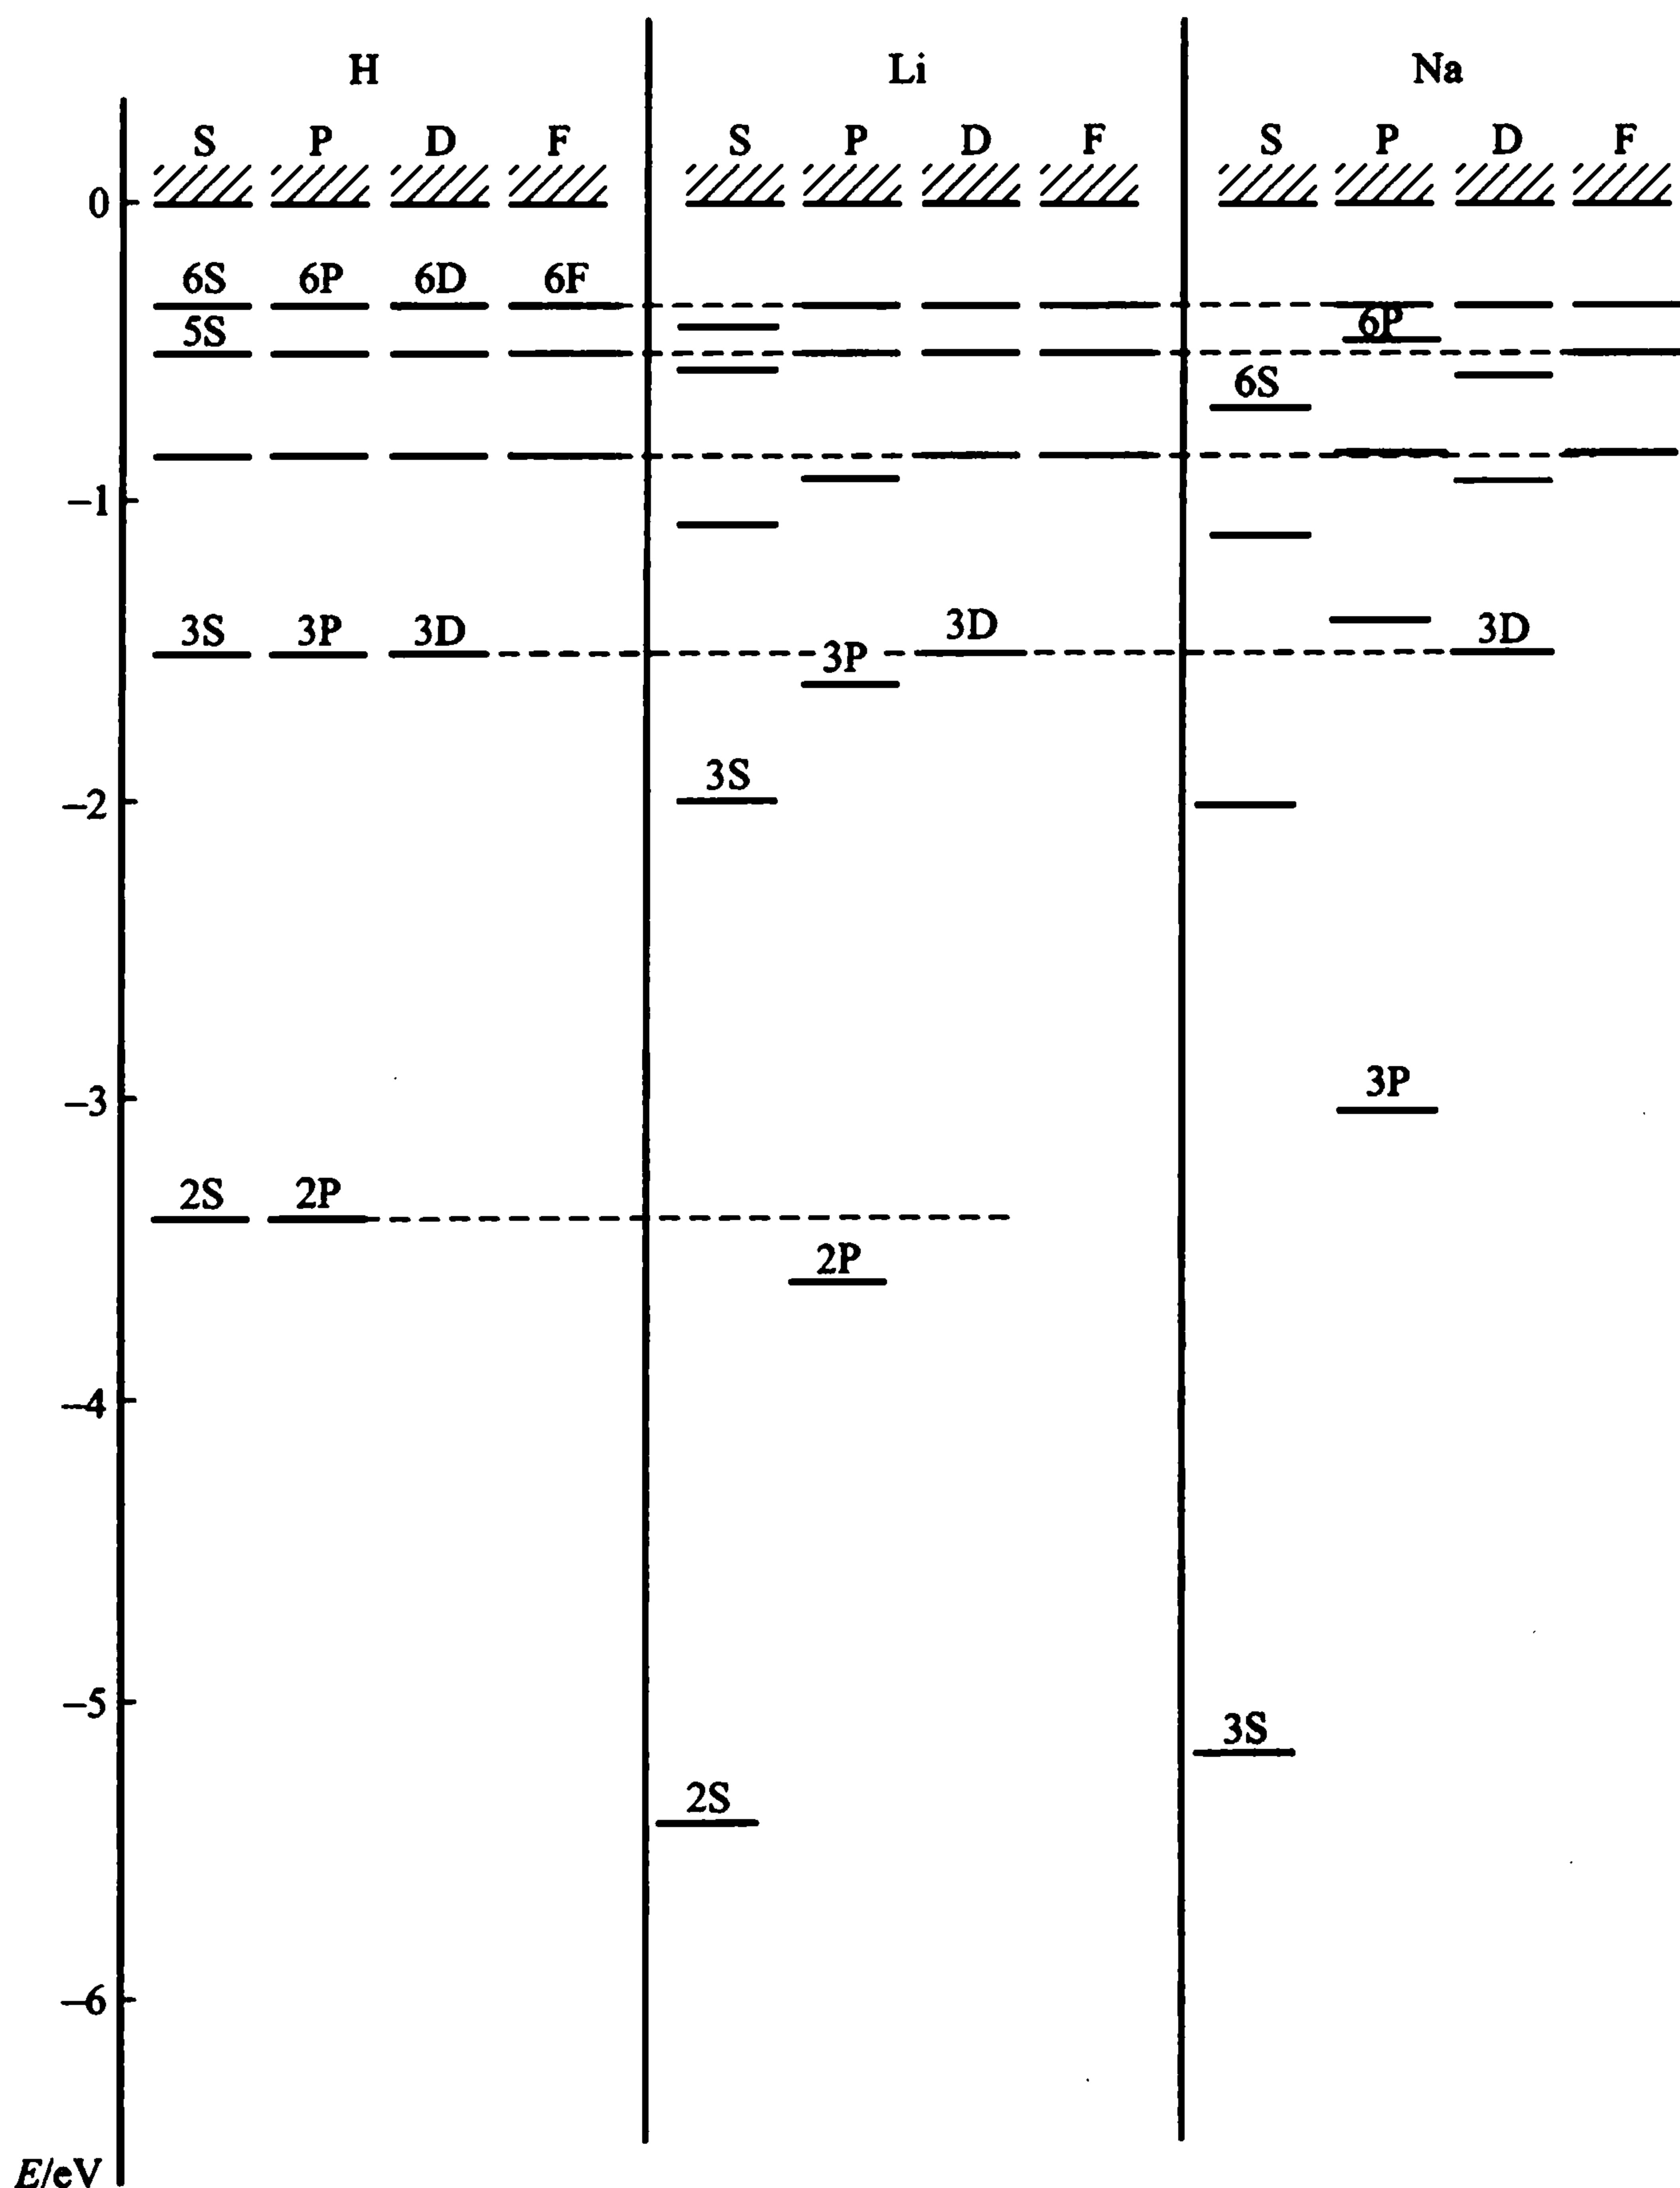 H Li Na
S P D F S P D F S P D F
0
6S 6P 6D 6F
6P
5S
6S
−1
3D
3S 3P 3D 3D
3P
3S
−2
3P
−3
2S 2P
2P
−4
−5
3S
2S
−6
E/eV